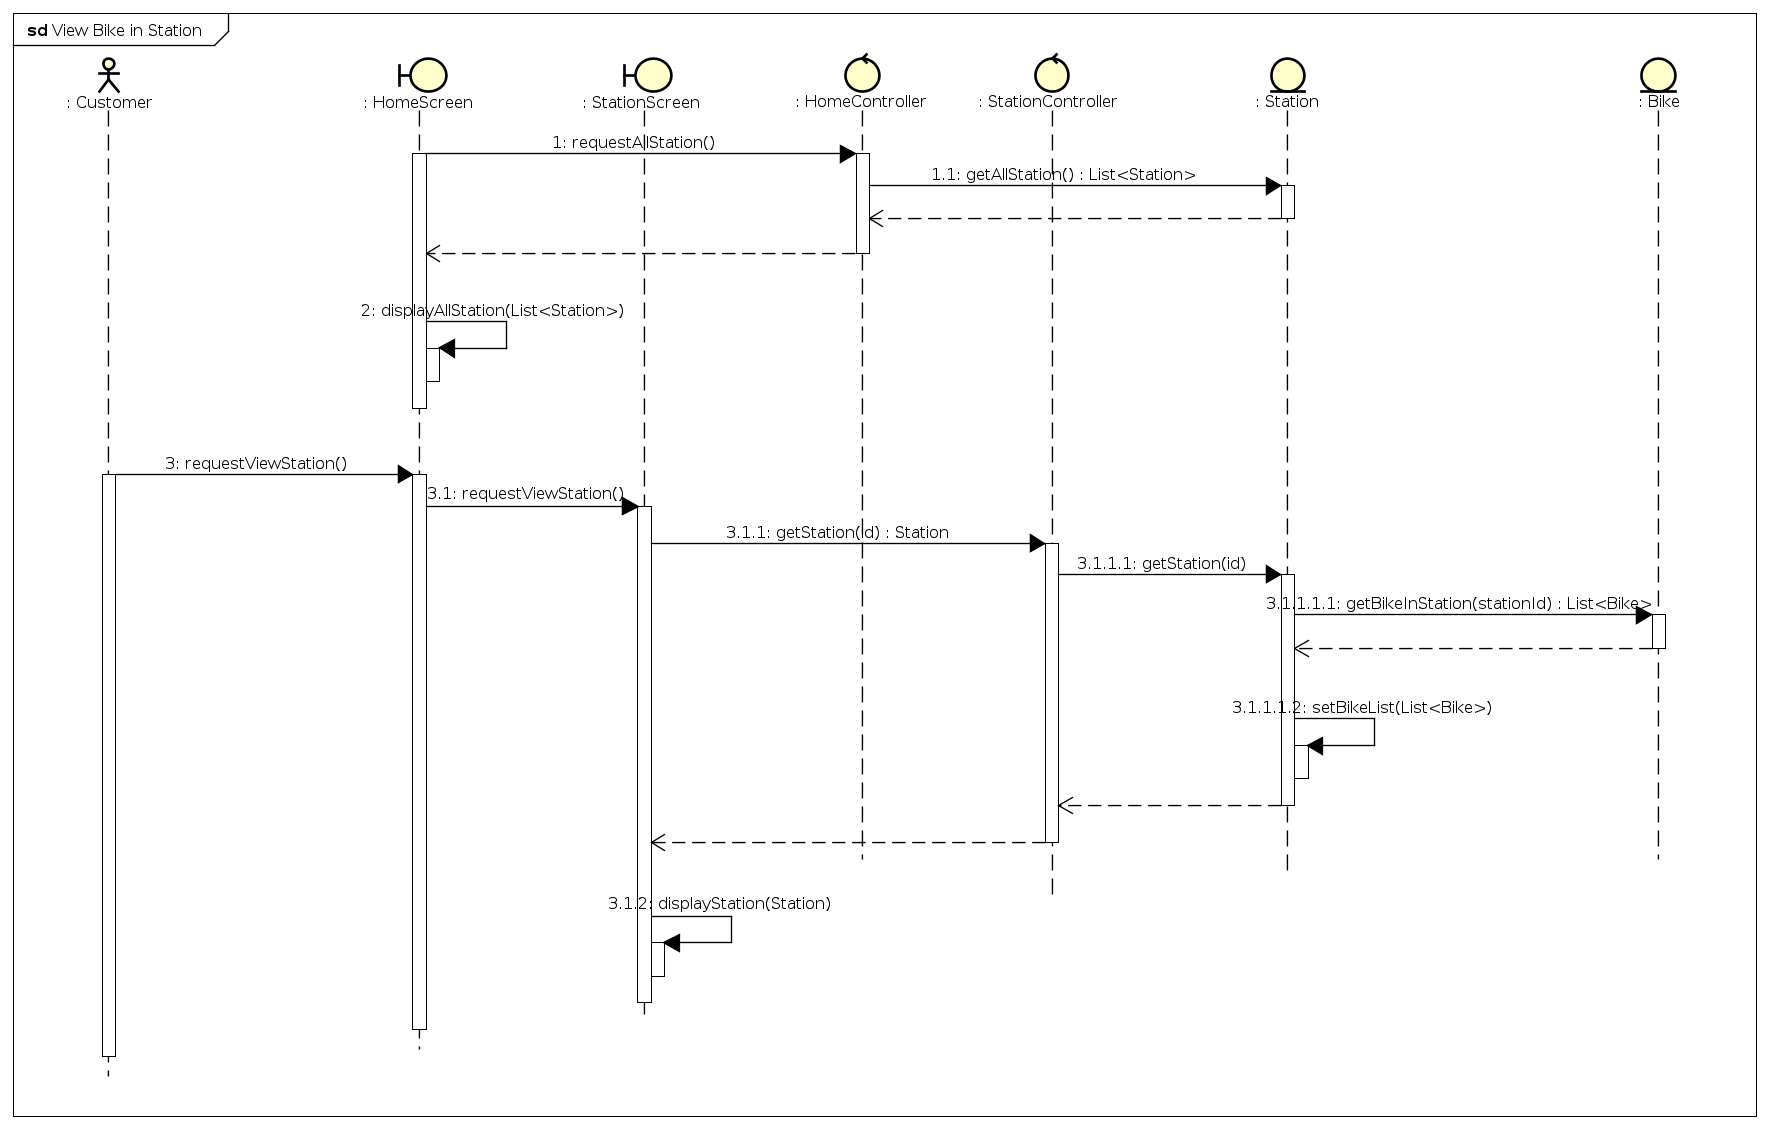 sd View Bike in Station
: Customer
: HomeScreen
: StationScreen
: HomeController
: StationController
: Station
: Bike
1: requestAllStation()
1.1: getAllStation() : List<Station>
2: displayAllStation(List<Station>)
3: requestViewStation()
3.1: requestViewStation()
3.1.1: getStation(id) : Station
3.1.1.1: getStation(id)
3.1.1.1.1: getBikeInStation(stationId) : List<Bike>
3.1.1.1.2: setBikeList(List<Bike>)
3.1.2: displayStation(Station)